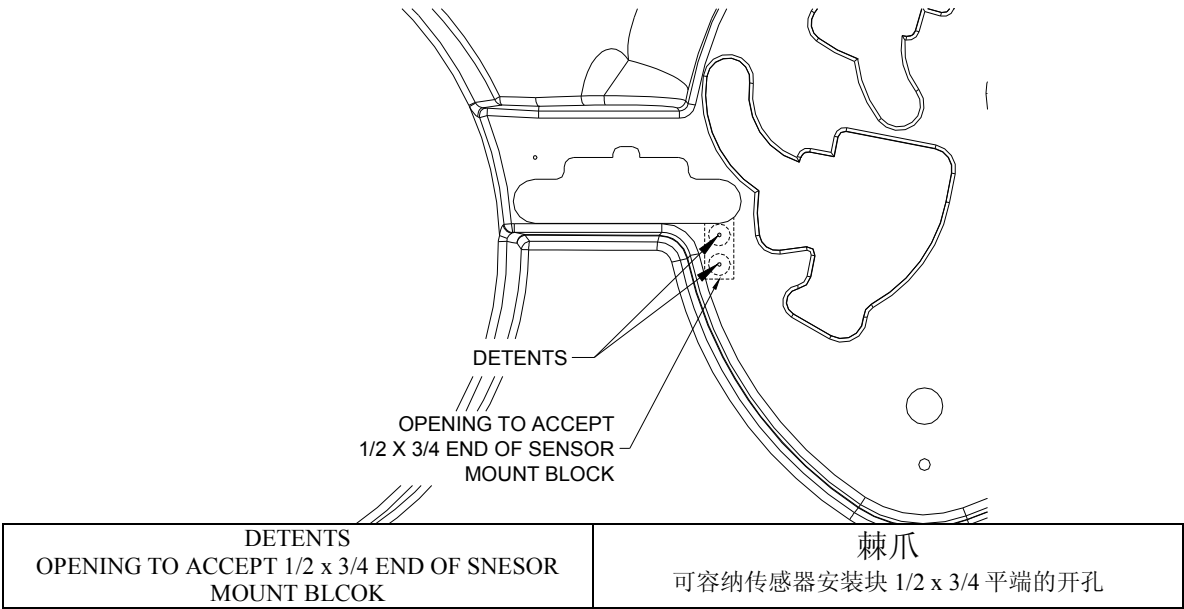 DETENTS
OPENING TO ACCEPT
1/2 X 3/4 END OF SENSOR
MOUNT BLOCK
DETENTS
OPENING TO ACCEPT 1/2 x 3/4 END OF SNESOR
MOUNT BLCOK
棘爪
可容纳传感器安装块 1/2 x 3/4 平端的开孔